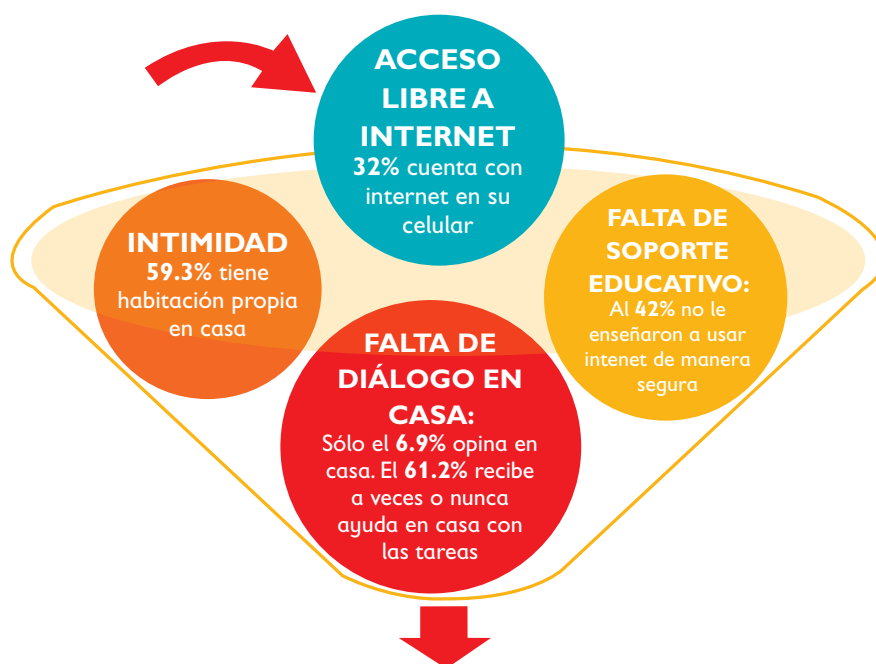 ACCESO
LIBRE A
INTERNET
32% cuenta con
internet en su
celular
INTIMIDAD
59.3% tiene
habitación propia
en casa
FALTA DE
SOPORTE
EDUCATIVO:
Al 42% no le
enseñaron a usar
intenet de manera
segura
FALTA DE
DIÁLOGO EN
CASA:
Sólo el 6.9% opina en
casa. El 61.2% recibe
a veces o nunca
ayuda en casa con
las tareas